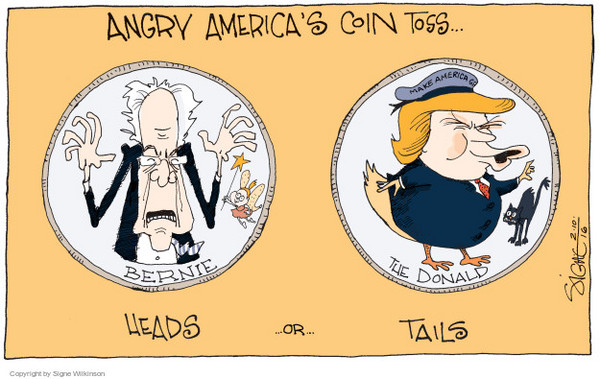 ANGRY AMERICA'S COIN TOSS...
MAKE AMERICA G
BERNIE
THE DONALD
SIGNE 2-10-16
HEADS ...OR... TAILS
Copyright by Signe Wilkinson